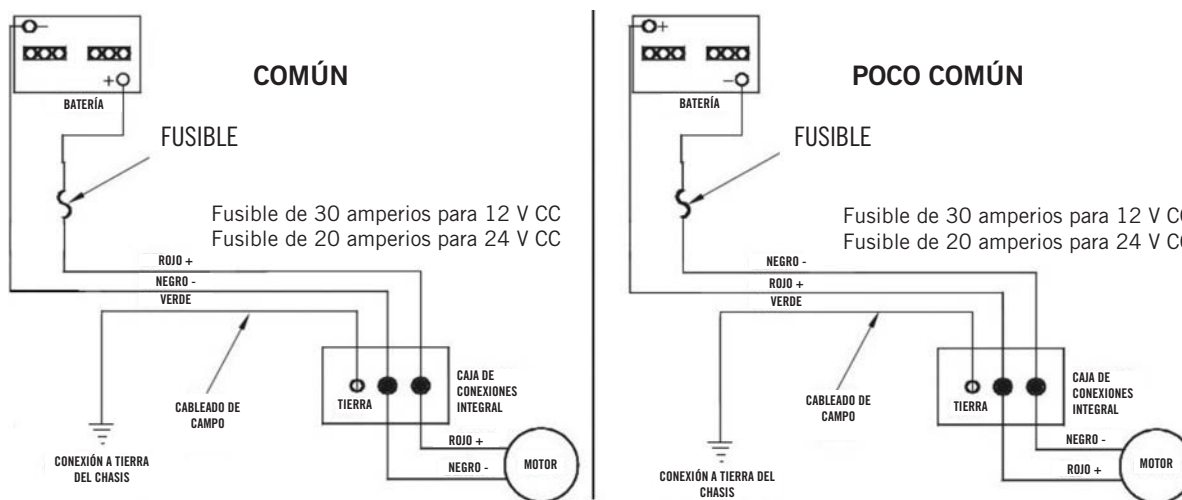 COMÚN
−
+
BATERÍA
FUSIBLE
Fusible de 30 amperios para 12 V CC
Fusible de 20 amperios para 24 V CC
ROJO +
NEGRO -
VERDE
TIERRA
CAJA DE
CONEXIONES
INTEGRAL
CABLEADO DE
CAMPO
CONEXIÓN A TIERRA
DEL CHASIS
ROJO +
NEGRO -
MOTOR
POCO COMÚN
+
−
BATERÍA
FUSIBLE
Fusible de 30 amperios para 12 V CC
Fusible de 20 amperios para 24 V CC
NEGRO -
ROJO +
VERDE
TIERRA
CAJA DE
CONEXIONES
INTEGRAL
CABLEADO DE
CAMPO
CONEXIÓN A TIERRA DEL
CHASIS
NEGRO -
ROJO +
MOTOR